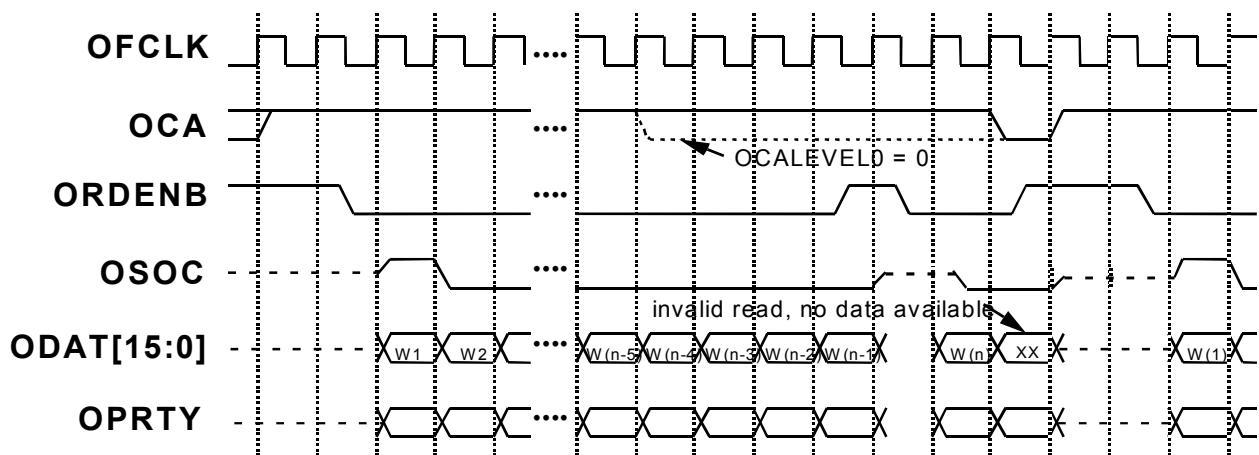 OFCLK
....
OCA
....
OCALEVEL0 = 0
ORDENB
....
OSOC
....
invalid read, no data available
ODAT[15:0]
W1 W2 .... W(n-5) W(n-4) W(n-3) W(n-2) W(n-1) W(n) XX W(1)
OPRTY
....